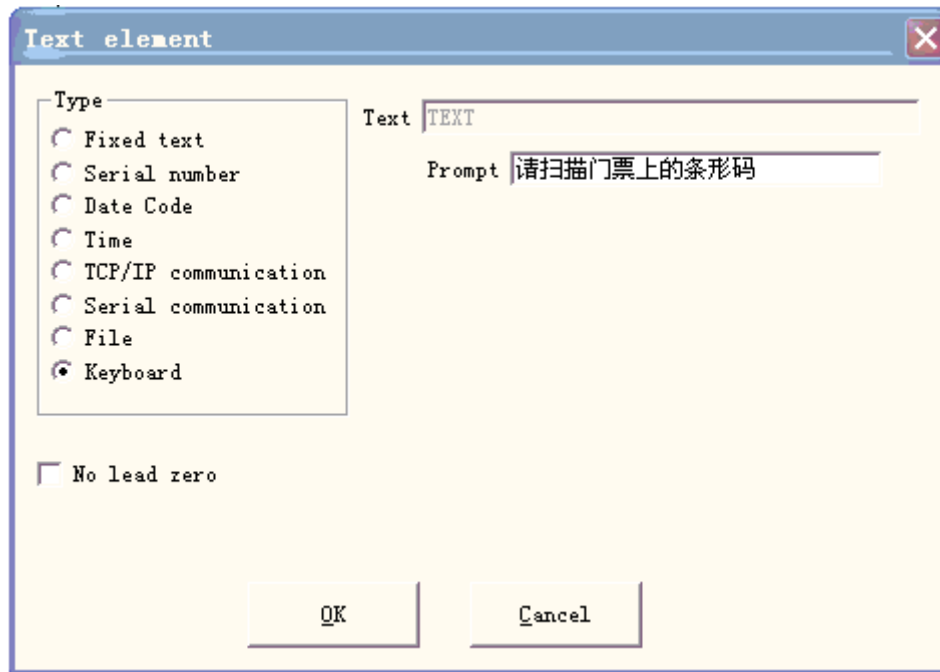 Text element
Type
Fixed text
Serial number
Date Code
Time
TCP/IP communication
Serial communication
File
Keyboard
Text TEXT
Prompt 请扫描门票上的条形码
No lead zero
OK
Cancel